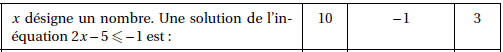 x désigne un nombre. Une solution de l'in-
équation 2x − 5 ⩽ −1 est :
10
−1
3